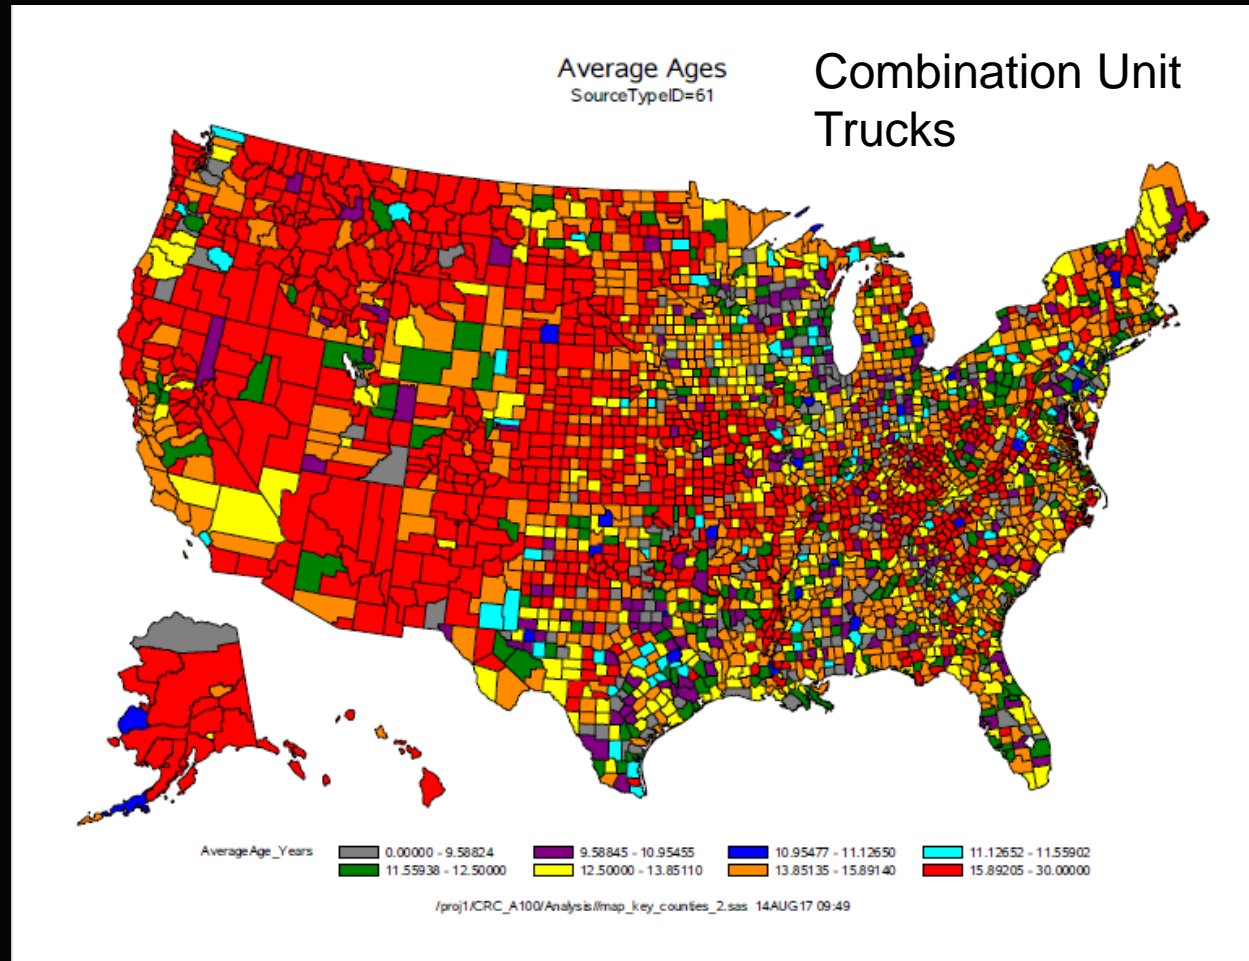 Average Ages
SourceTypeID=61
Combination Unit
Trucks
AverageAge_Years
0.00000 - 9.58824
9.58845 - 10.95455
10.95477 - 11.12650
11.12652 - 11.55902
11.55938 - 12.50000
12.50000 - 13.85110
13.85135 - 15.89140
15.89205 - 30.00000
/proj1/CRC_A100/Analysis//map_key_counties_2.sas 14AUG17 09:49